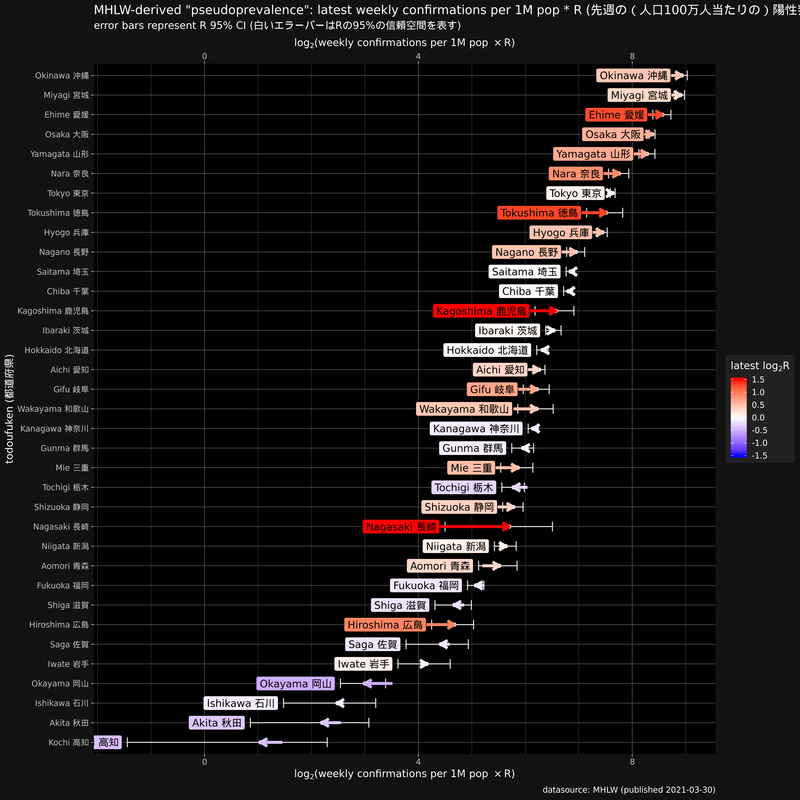 MHLW-derived "pseudoprevalence": latest weekly confirmations per 1M pop * R (先週の ( 人口100万人当たりの ) 陽性
error bars represent R 95% CI (白いエラーバーはRの95%の信頼空間を表す)
log2(weekly confirmations per 1M pop × R)
0 4 8
Okinawa 沖縄 Okinawa 沖縄
Miyagi 宮城 Miyagi 宮城
Ehime 愛媛 Ehime 愛媛
Osaka 大阪 Osaka 大阪
Yamagata 山形 Yamagata 山形
Nara 奈良 Nara 奈良
Tokyo 東京 Tokyo 東京
Tokushima 徳島 Tokushima 徳島
Hyogo 兵庫 Hyogo 兵庫
Nagano 長野 Nagano 長野
Saitama 埼玉 Saitama 埼玉
Chiba 千葉 Chiba 千葉
Kagoshima 鹿児島 Kagoshima 鹿児島
Ibaraki 茨城 Ibaraki 茨城
Hokkaido 北海道 Hokkaido 北海道
Aichi 愛知 Aichi 愛知
Gifu 岐阜 Gifu 岐阜
Wakayama 和歌山 Wakayama 和歌山
Kanagawa 神奈川 Kanagawa 神奈川
Gunma 群馬 Gunma 群馬
Mie 三重 Mie 三重
Tochigi 栃木 Tochigi 栃木
Shizuoka 静岡 Shizuoka 静岡
Nagasaki 長崎 Nagasaki 長崎
Niigata 新潟 Niigata 新潟
Aomori 青森 Aomori 青森
Fukuoka 福岡 Fukuoka 福岡
Shiga 滋賀 Shiga 滋賀
Hiroshima 広島 Hiroshima 広島
Saga 佐賀 Saga 佐賀
Iwate 岩手 Iwate 岩手
Okayama 岡山 Okayama 岡山
Ishikawa 石川 Ishikawa 石川
Akita 秋田 Akita 秋田
Kochi 高知 高知
0 4 8
log2(weekly confirmations per 1M pop × R)
todoufuken (都道府県)
latest log2R
1.5
1.0
0.5
0.0
-0.5
-1.0
-1.5
datasource: MHLW (published 2021-03-30)